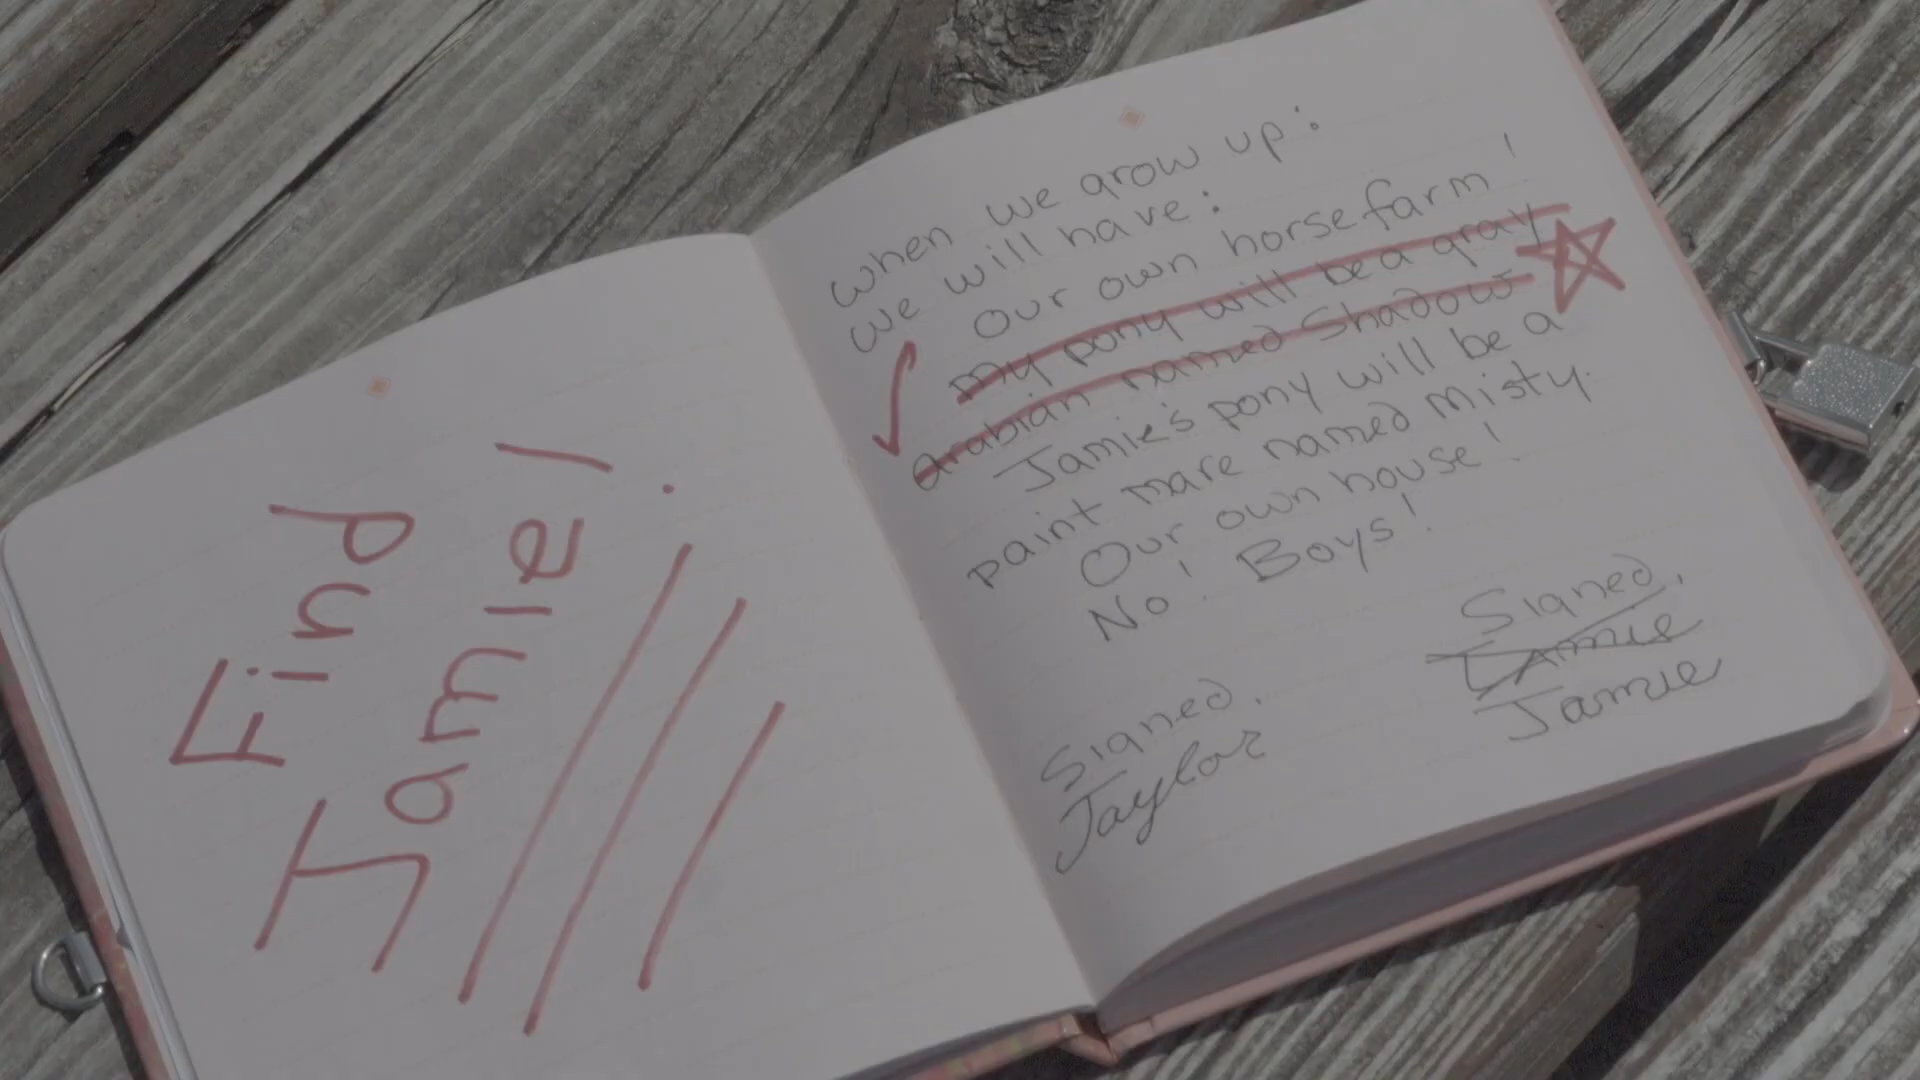 Find
Jamie!
When we grow up:
We will have:
Our own horse farm!
my pony will be a gray
arabian named Shadow
Jamie's pony will be a
paint mare named Misty.
Our own house!
No! Boys!
Signed,
Taylor
Signed,
Jamie
Jamie